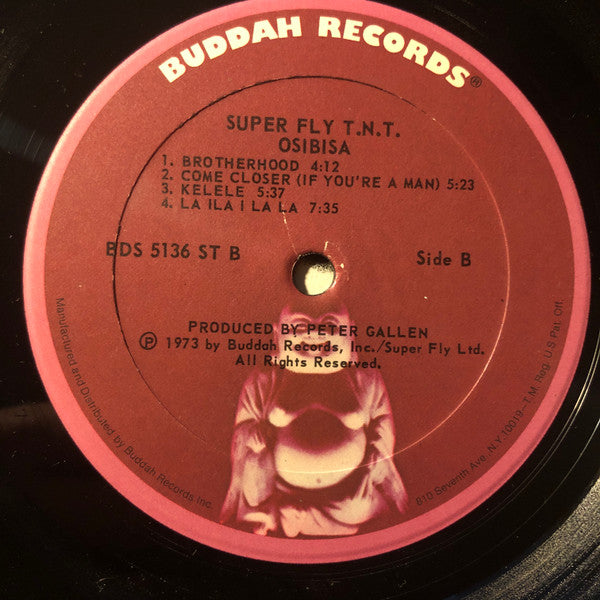 BUDDAH RECORDS®
SUPER FLY T.N.T.
OSIBISA
1. BROTHERHOOD 4:12
2. COME CLOSER (IF YOU'RE A MAN) 5:23
3. KELELE 5:37
4. LA ILA I LA LA 7:35
BDS 5136 ST B
Side B
PRODUCED BY PETER GALLEN
℗ 1973 by Buddah Records, Inc./Super Fly Ltd.
All Rights Reserved.
Manufactured and Distributed by Buddah Records Inc.
810 Seventh Ave. N.Y. 10019 - T.M. Reg. U.S Pat. Off.